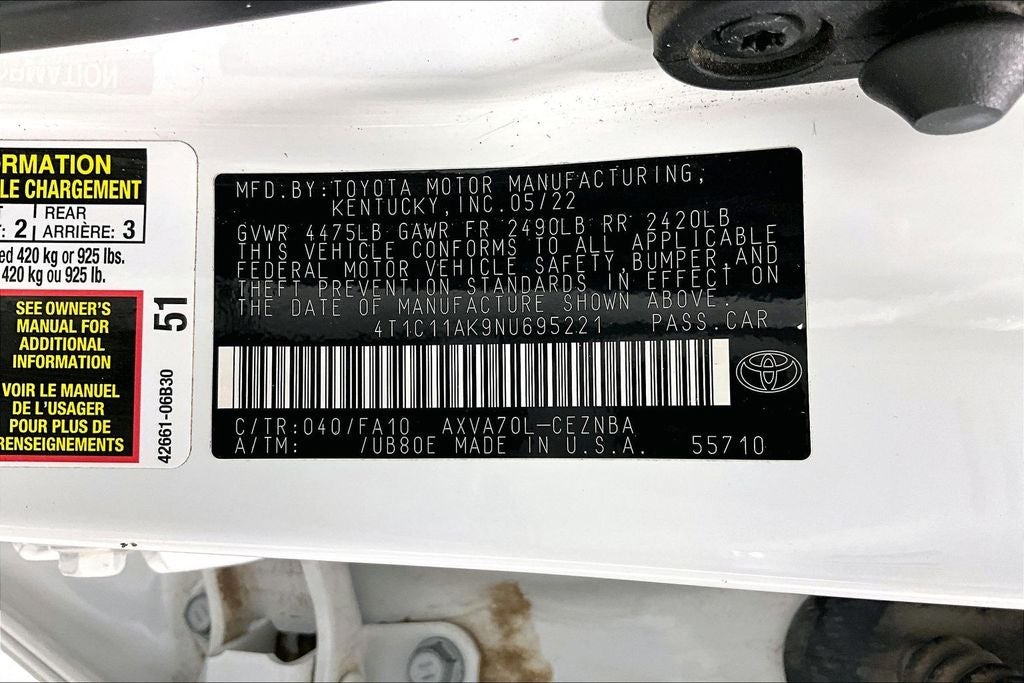 RMATION
LE CHARGEMENT
: 2 REAR
ARRIÈRE: 3
ed 420 kg or 925 lbs.
420 kg ou 925 lb.
SEE OWNER'S
MANUAL FOR
ADDITIONAL
INFORMATION
VOIR LE MANUEL
DE L'USAGER
POUR PLUS DE
RENSEIGNEMENTS
51
42661-06B30
MFD.BY:TOYOTA MOTOR MANUFACTURING,
KENTUCKY,INC.05/22
GVWR 4475LB GAWR FR 2490LB RR 2420LB
THIS VEHICLE CONFORMS TO ALL APPLICABLE
FEDERAL MOTOR VEHICLE SAFETY,BUMPER,AND
THEFT PREVENTION STANDARDS IN EFFECT ON
THE DATE OF MANUFACTURE SHOWN ABOVE.
4T1C11AK9NU695221 PASS.CAR
C/TR:040/FA10 AXVA70L-CEZNBA
A/TM: /UB80E MADE IN U.S.A. 55710